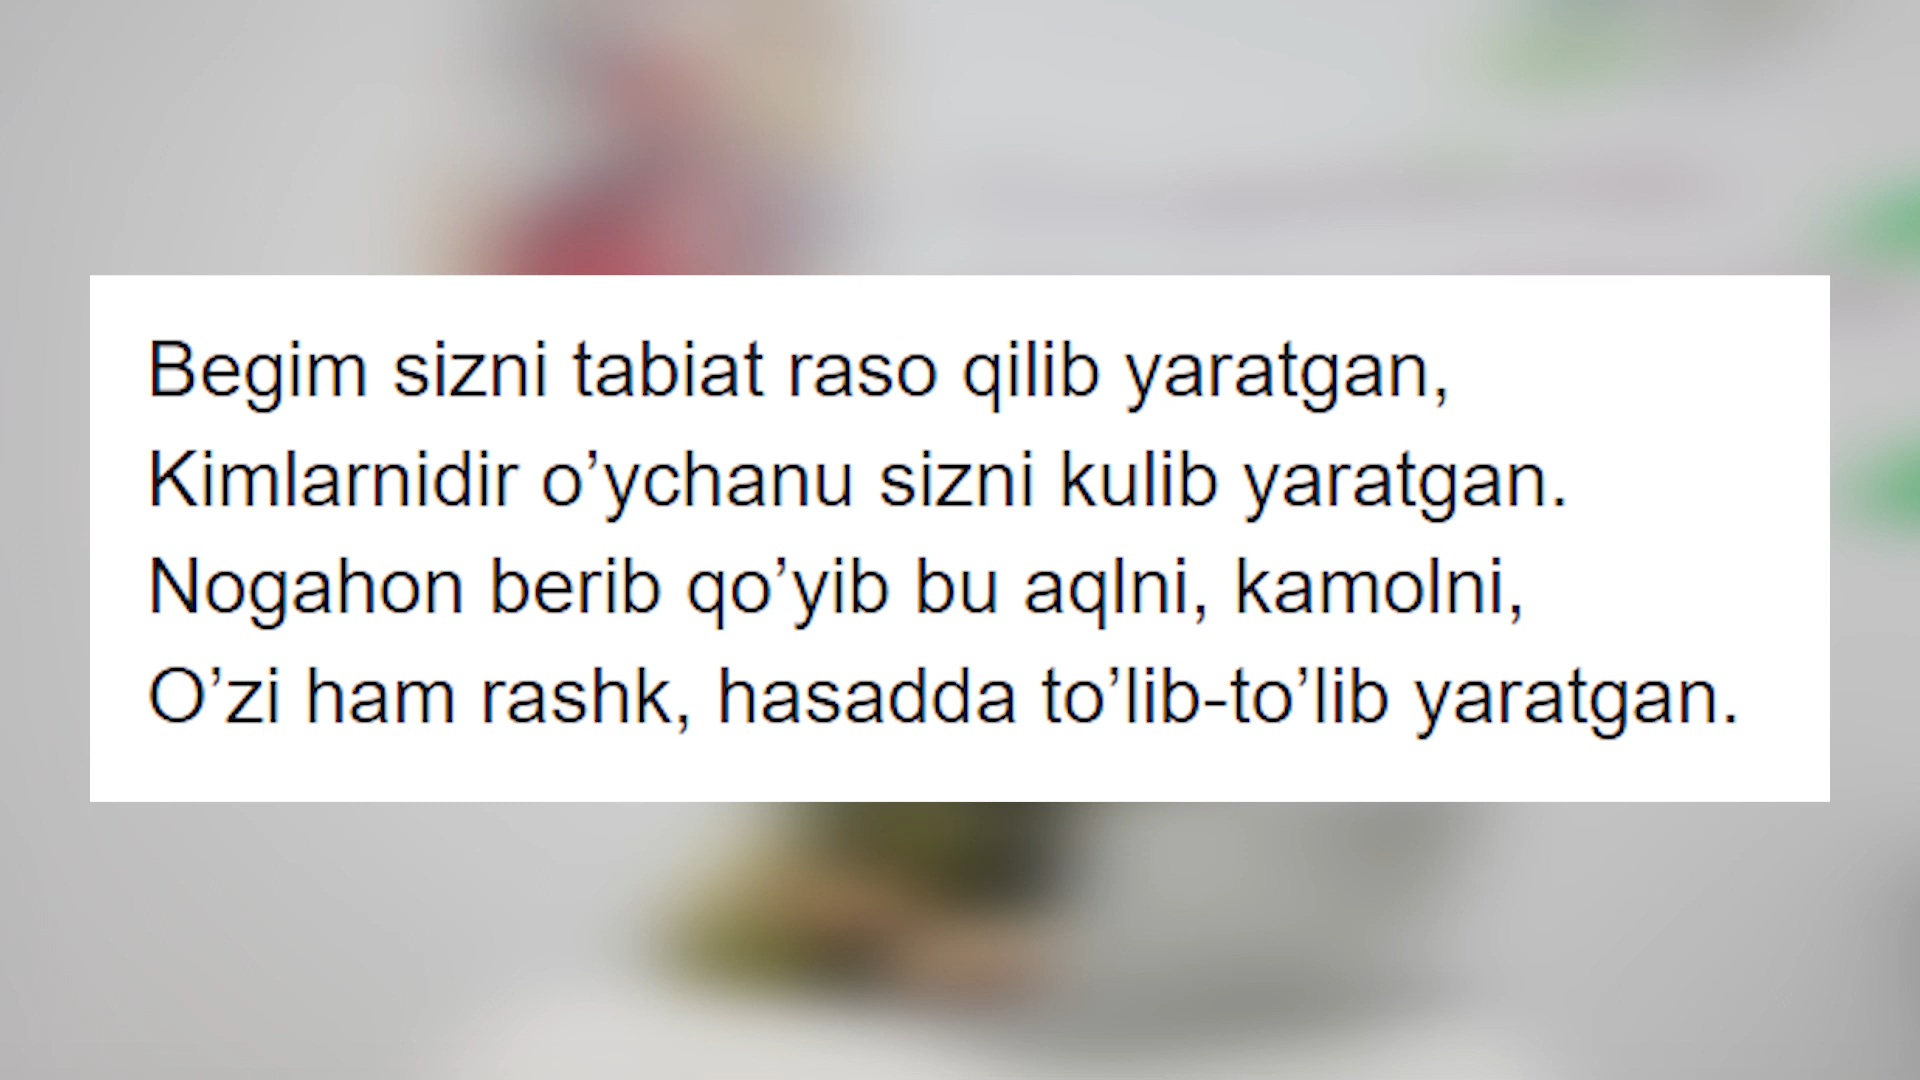 Begim sizni tabiat raso qilib yaratgan,
Kimlarnidir o’ychanu sizni kulib yaratgan.
Nogahon berib qo’yib bu aqlni, kamolni,
O’zi ham rashk, hasadda to’lib-to’lib yaratgan.